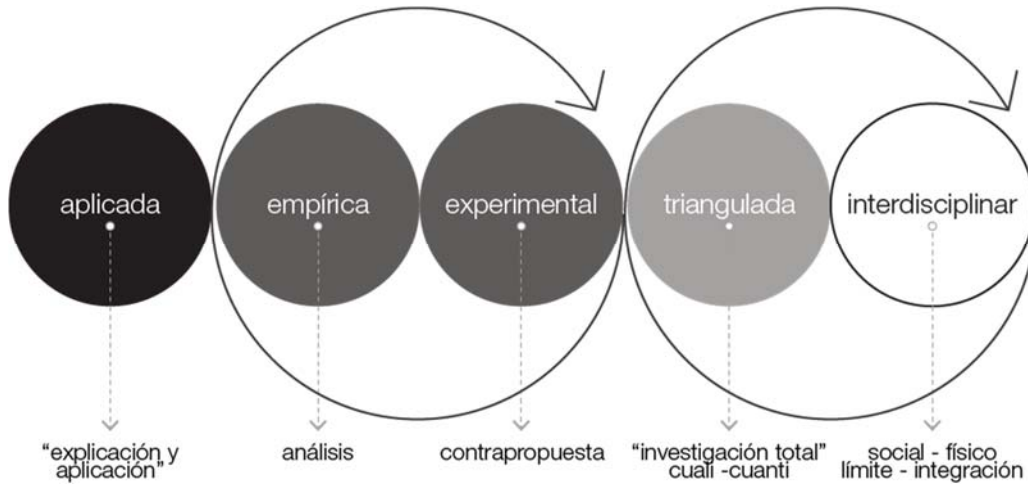 aplicada
empírica
experimental
triangulada
interdisciplinar
“explicación y
aplicación”
análisis
contrapropuesta
“investigación total”
cuali -cuanti
social - físico
límite - integración